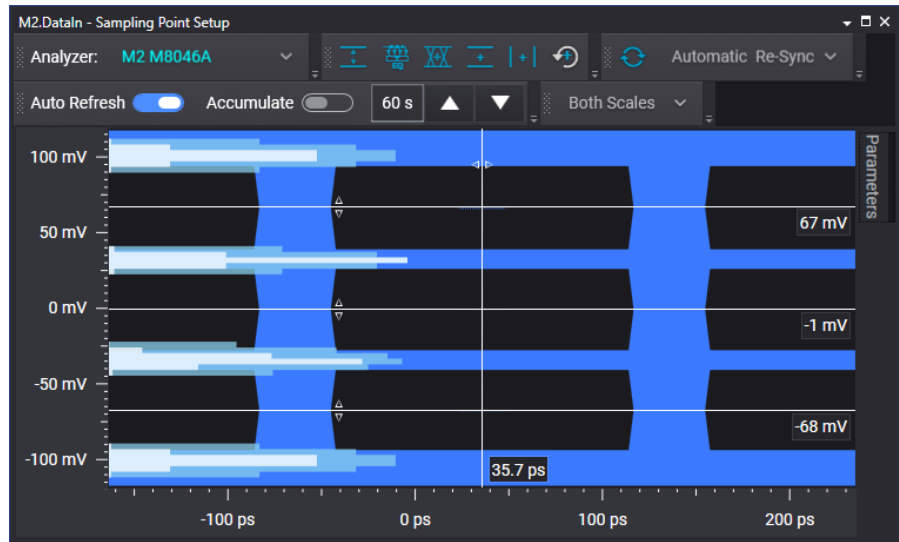 M2.DataIn - Sampling Point Setup
Analyzer: M2 M8046A EQ Automatic Re-Sync
Auto Refresh Accumulate 60 s Both Scales
Parameters
100 mV
67 mV
50 mV
0 mV
-1 mV
-50 mV
-68 mV
-100 mV
35.7 ps
-100 ps 0 ps 100 ps 200 ps